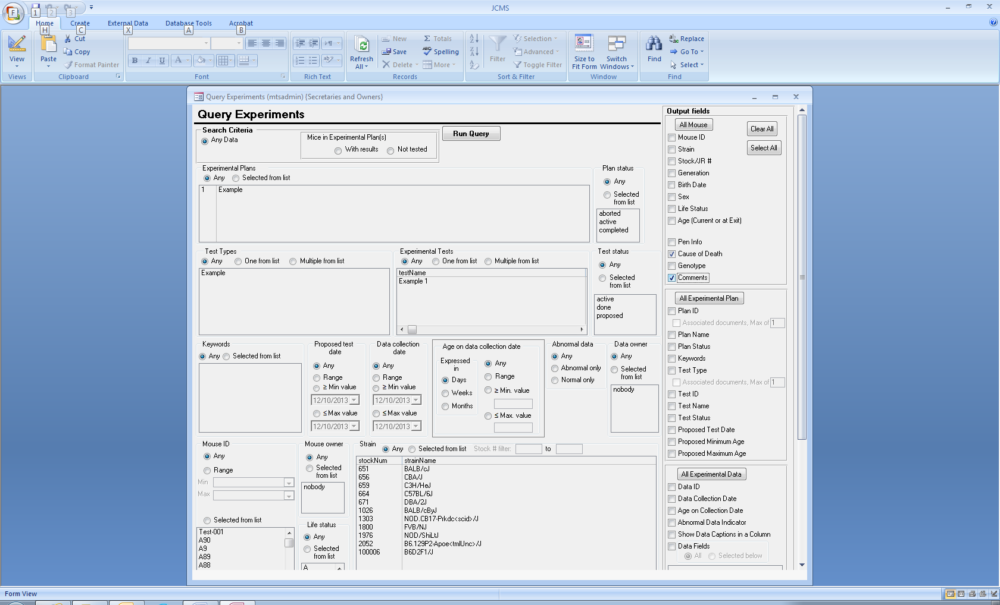 JCMS
1 2 3
F
Home Create External Data Database Tools Acrobat
H C X A B
View
Views
Paste
Cut
Copy
Format Painter
Clipboard
B I U A
Font
Rich Text
Refresh All
New
Save
Delete
Totals
Spelling
More
Records
Filter
Selection
Advanced
Toggle Filter
Sort & Filter
Size to Fit Form
Switch Windows
Window
Find
Replace
Go To
Select
Find
Query Experiments (mtsadmin) {Secretaries and Owners}
Query Experiments
Search Criteria
Any Data
Mice in Experimental Plan(s)
With results Not tested
Run Query
Experimental Plans
Any Selected from list
1 Example
Plan status
Any
Selected
from list
aborted
active
completed
Test Types
Any One from list Multiple from list
Example
Experimental Tests
Any One from list Multiple from list
testName
Example 1
Test status
Any
Selected
from list
active
done
proposed
Keywords
Any Selected from list
Proposed test
date
Any
Range
≥ Min value
12/10/2013
≤ Max value
12/10/2013
Data collection
date
Any
Range
≥ Min value
12/10/2013
≤ Max value
12/10/2013
Age on data collection date
Expressed
in
Days
Weeks
Months
Any
Range
≥ Min. value
≤ Max. value
Abnormal data
Any
Abnormal only
Normal only
Data owner
Any
Selected
from list
nobody
Mouse ID
Any
Range
Min
Max
Selected from list
Test-001
A90
A9
A89
A88
Mouse owner
Any
Selected
from list
nobody
Life status
Any
Selected
from list
A
Strain Any Selected from list Stock # filter: to
stockNum strainName
651 BALB/cJ
656 CBA/J
659 C3H/HeJ
664 C57BL/6J
671 DBA/2J
1026 BALB/cByJ
1303 NOD.CB17-Prkdc<scid>/J
1800 FVB/NJ
1976 NOD/ShiLtJ
2052 B6.129P2-Apoe<tm1Unc>/J
100006 B6D2F1/J
Output fields
All Mouse
Clear All
Select All
Mouse ID
Strain
Stock/JR #
Generation
Birth Date
Sex
Life Status
Age (Current or at Exit)
Pen Info
Cause of Death
Genotype
Comments
All Experimental Plan
Plan ID
Associated documents, Max of 1
Plan Name
Plan Status
Keywords
Test Type
Associated documents, Max of 1
Test ID
Test Name
Test Status
Proposed Test Date
Proposed Minimum Age
Proposed Maximum Age
All Experimental Data
Data ID
Data Collection Date
Age on Collection Date
Abnormal Data Indicator
Show Data Captions in a Column
Data Fields
All Selected below
Form View